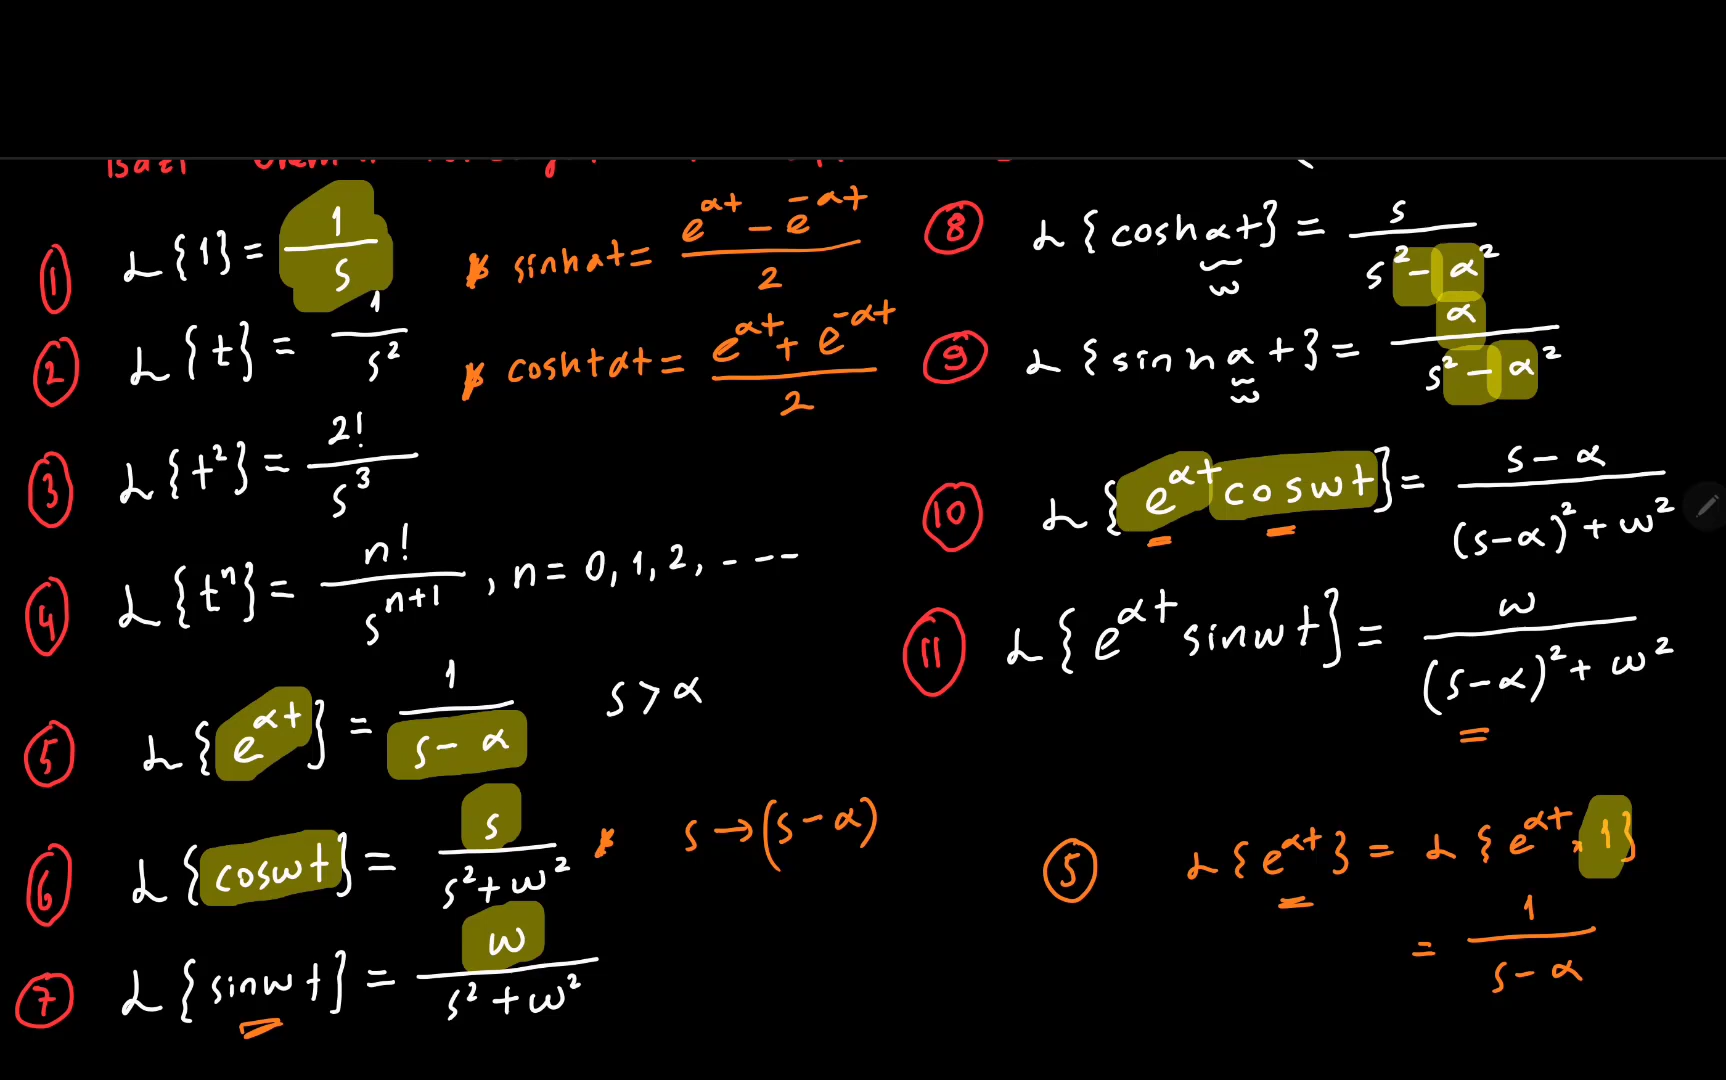 ① L{1} = 1/s
② L{t} = 1/s²
③ L{t²} = 2!/s³
④ L{tⁿ} = n!/sⁿ⁺¹ , n = 0, 1, 2, ----
⑤ L{e^αt} = 1/(s-α)   s > α
⑥ L{coswt} = s/(s²+w²)
* s → (s-α)
⑦ L{sinwt} = w/(s²+w²)
* sinhαt = (e^αt - e^-αt)/2
* coshtαt = (e^αt + e^-αt)/2
⑧ L{coshαt} = s/(s²-α²)
w
⑨ L{sinhαt} = α/(s²-α²)
w
⑩ L{e^αt coswt} = (s-α)/((s-α)²+w²)
⑪ L{e^αt sinwt} = w/((s-α)²+w²)
⑤ L{e^αt} = L{e^αt . 1}
= 1/(s-α)